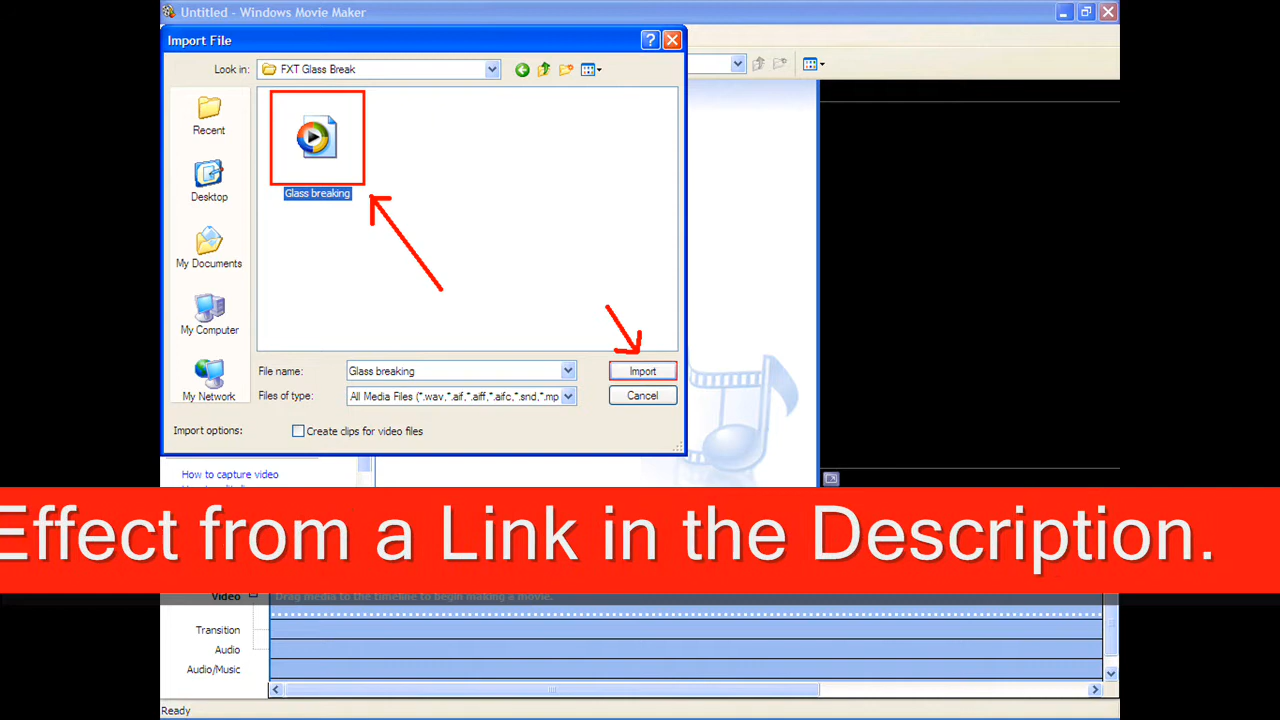 Untitled - Windows Movie Maker
Import File
Look in: FXT Glass Break
Recent
Desktop
My Documents
My Computer
My Network
Glass breaking
File name: Glass breaking Import
Files of type: All Media Files (*.wav,*.aif,*.aiff,*.aifc,*.snd,*.mp Cancel
Import options: Create clips for video files
How to capture video
Effect from a Link in the Description.
Video Drag media to the timeline to begin making a movie.
Transition
Audio
Audio/Music
Ready